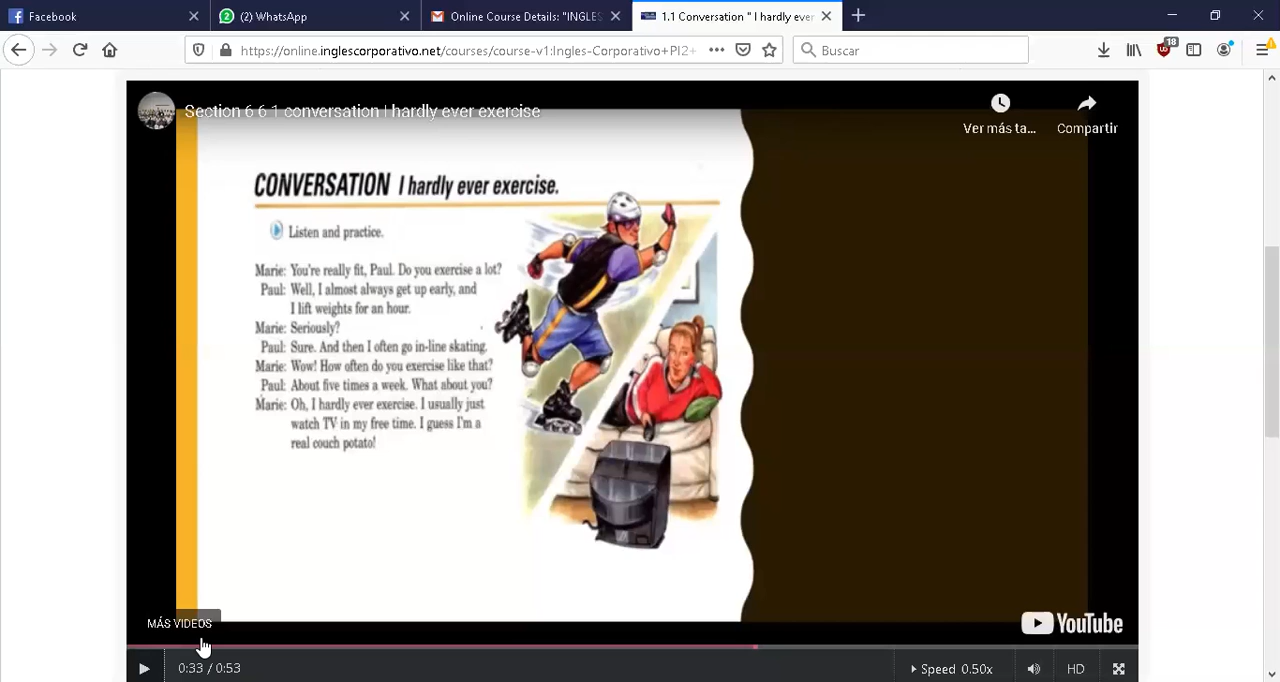 Facebook
(2) WhatsApp
Online Course Details: "INGLES
1.1 Conversation " I hardly ever
https://online.inglescorporativo.net/courses/course-v1:Ingles-Corporativo+PI2+
Buscar
18
Section 6 6 1 conversation I hardly ever exercise
Ver más ta...
Compartir
CONVERSATION I hardly ever exercise.
Listen and practice.
Marie: You're really fit, Paul. Do you exercise a lot?
Paul: Well, I almost always get up early, and
I lift weights for an hour.
Marie: Seriously?
Paul: Sure. And then I often go in-line skating.
Marie: Wow! How often do you exercise like that?
Paul: About five times a week. What about you?
Marie: Oh, I hardly ever exercise. I usually just
watch TV in my free time. I guess I'm a
real couch potato!
MÁS VIDEOS
YouTube
0:33 / 0:53
Speed 0.50x
HD